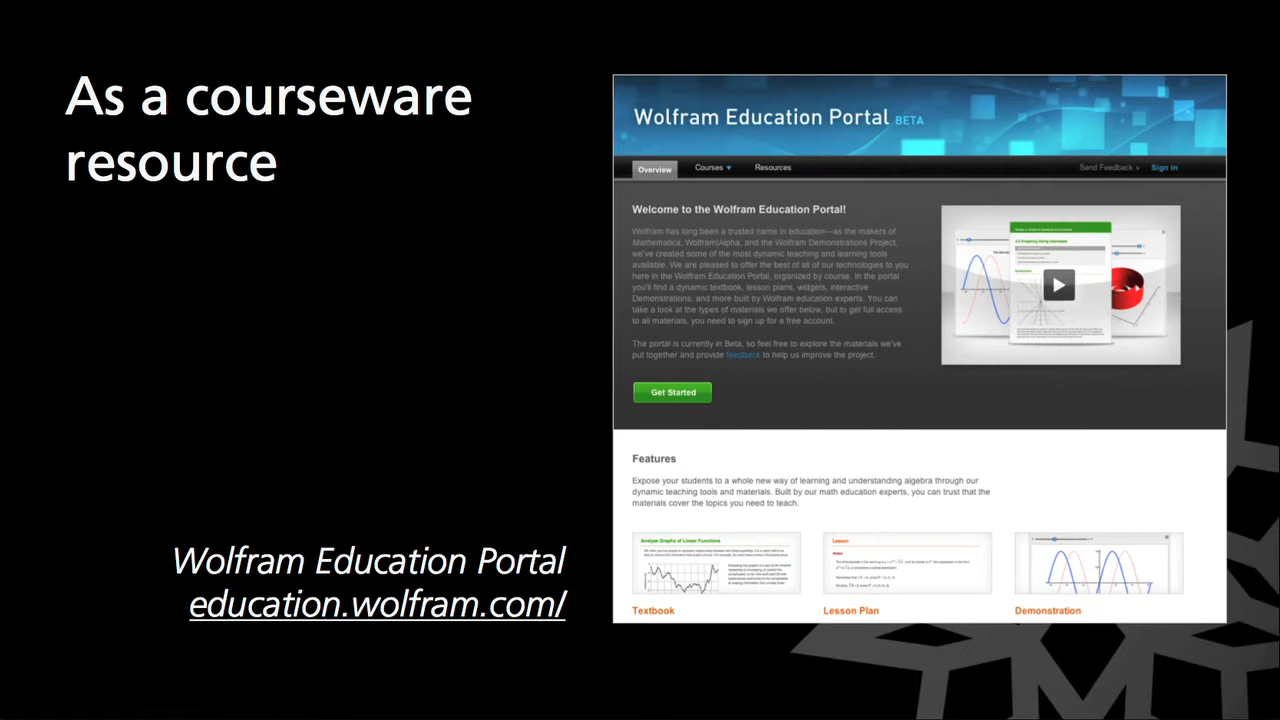 As a courseware
resource
Wolfram Education Portal
education.wolfram.com/
Wolfram Education Portal BETA
Overview Courses Resources Send Feedback » Sign in
Welcome to the Wolfram Education Portal!
Wolfram has long been a trusted name in education—as the makers of
Mathematica, Wolfram|Alpha, and the Wolfram Demonstrations Project,
we've created some of the most dynamic teaching and learning tools
available. We are pleased to offer the best of all of our technologies to you
here in the Wolfram Education Portal, organized by course. In the portal
you'll find a dynamic textbook, lesson plans, widgets, interactive
Demonstrations, and more built by Wolfram education experts. You can
take a look at the types of materials we offer below, but to get full access
to all materials, you need to sign up for a free account.
The portal is currently in Beta, so feel free to explore the materials we've
put together and provide feedback to help us improve the project.
Get Started
Features
Expose your students to a whole new way of learning and understanding algebra through our
dynamic teaching tools and materials. Built by our math education experts, you can trust that the
materials cover the topics you need to teach.
Analyze Graphs of Linear Functions
Lesson
Textbook
Lesson Plan
Demonstration